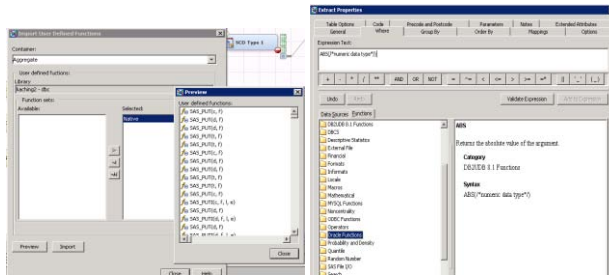 Import User Defined Functions
Container:
Aggregate
User defined functions:
Library
kaching2 - dbc
Function sets:
Available:
Selected:
Native
Preview
Import
Close
Help
SCD Type 2
Preview
User defined functions:
SAS_PUT(c, f)
SAS_PUT(d, f)
SAS_PUT(t, f)
SAS_PUT(c, f)
SAS_PUT(d, f)
SAS_PUT(t, f)
SAS_PUT(c, f, l, e)
SAS_PUT(d, f)
SAS_PUT(d, f, l, e)
Close
Extract Properties
Table Options
Code
Precode and Postcode
Parameters
Notes
Extended Attributes
General
Where
Group By
Order By
Mappings
Options
Expression Text:
ABS(/*numeric data type*/)
+ - * / ** AND OR NOT = ^= < <= > >= =* || '_' (_)
Undo
Validate Expression
Data Sources
Functions
DB2UDB 8.1 Functions
DBCS
Descriptive Statistics
External File
Financial
Formats
Informats
Locale
Macros
Mathematical
MYSQL Functions
Noncentrality
ODBC Functions
Operators
Oracle Functions
Probability and Density
Quantile
Random Number
SAS File I/O
Search
ABS
Returns the absolute value of the argument.
Category
DB2UDB 8.1 Functions
Syntax
ABS(/*numeric data type*/)